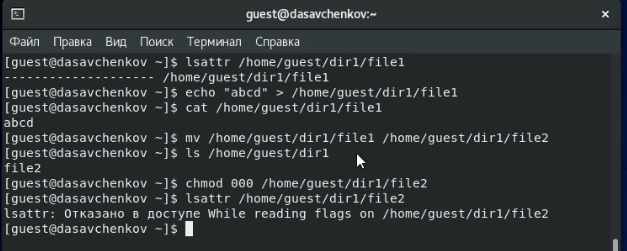 guest@dasavchenkov:~
Файл Правка Вид Поиск Терминал Справка
[guest@dasavchenkov ~]$ lsattr /home/guest/dir1/file1
-------------------- /home/guest/dir1/file1
[guest@dasavchenkov ~]$ echo "abcd" > /home/guest/dir1/file1
[guest@dasavchenkov ~]$ cat /home/guest/dir1/file1
abcd
[guest@dasavchenkov ~]$ mv /home/guest/dir1/file1 /home/guest/dir1/file2
[guest@dasavchenkov ~]$ ls /home/guest/dir1
file2
[guest@dasavchenkov ~]$ chmod 000 /home/guest/dir1/file2
[guest@dasavchenkov ~]$ lsattr /home/guest/dir1/file2
lsattr: Отказано в доступе While reading flags on /home/guest/dir1/file2
[guest@dasavchenkov ~]$